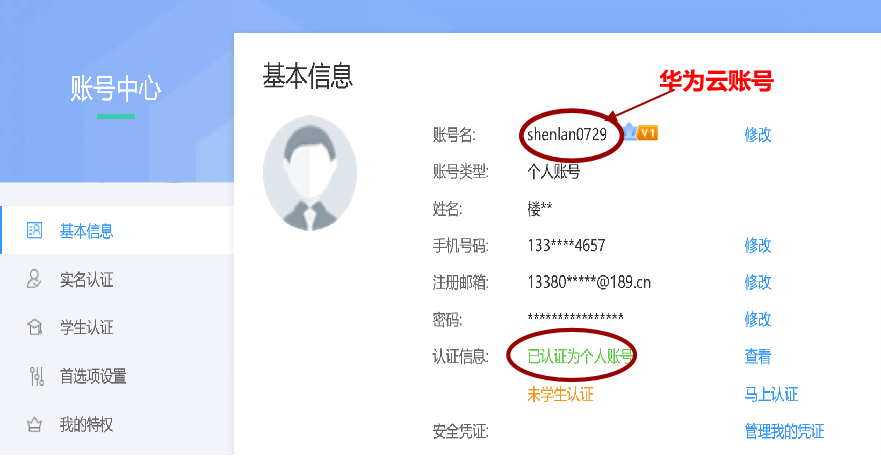 账号中心
基本信息
实名认证
学生认证
首选项设置
我的特权
基本信息
华为云账号
账号名: shenlan0729 V1 修改
账号类型: 个人账号
姓名: 楼**
手机号码: 133****4657 修改
注册邮箱: 13380*****@189.cn 修改
密码: **************** 修改
认证信息: 已认证为个人账号 查看
未学生认证 马上认证
安全凭证: 管理我的凭证